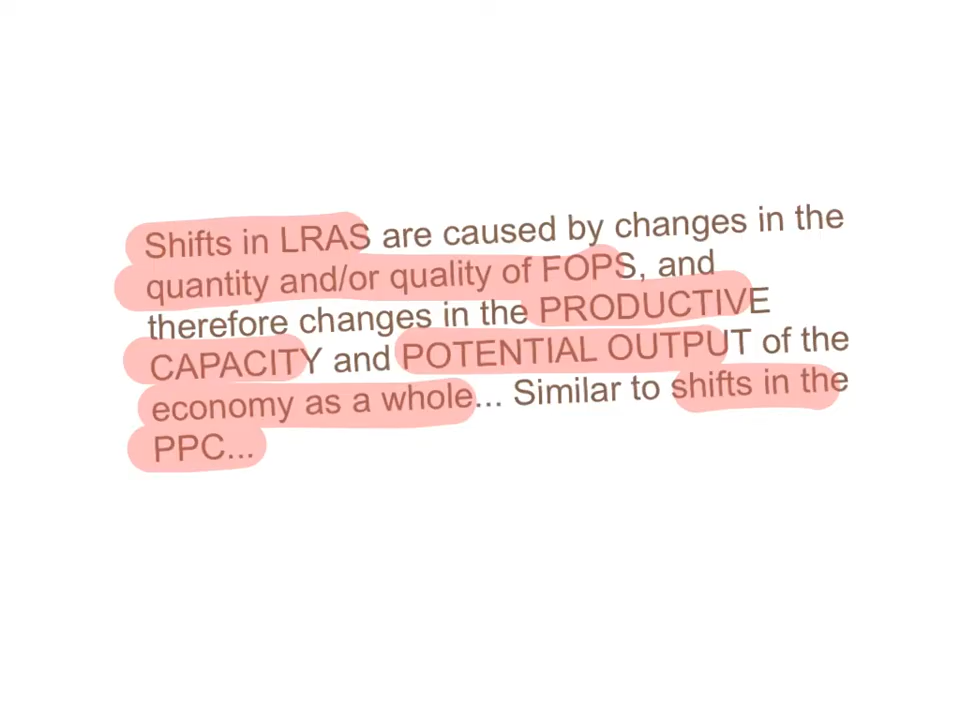 Shifts in LRAS are caused by changes in the
quantity and/or quality of FOPS, and
therefore changes in the PRODUCTIVE
CAPACITY and POTENTIAL OUTPUT of the
economy as a whole... Similar to shifts in the
PPC...